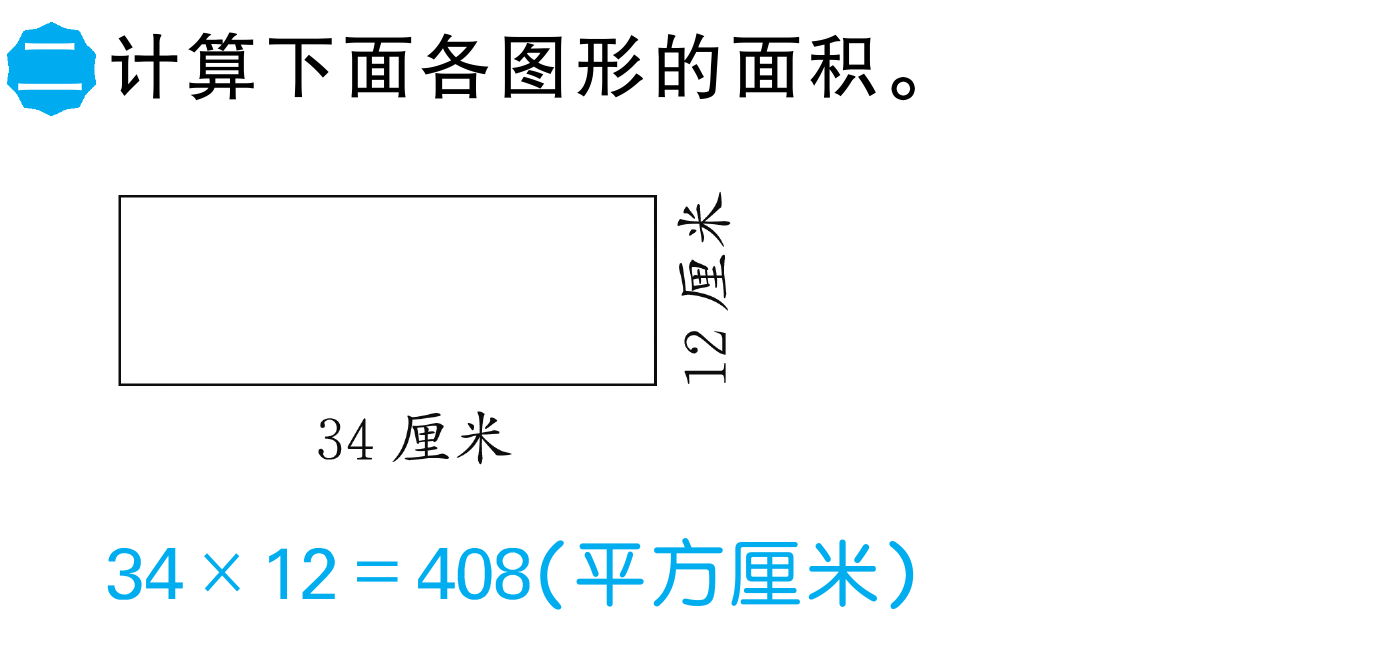 二 计算下面各图形的面积。
12 厘米
34 厘米
34 × 12 = 408(平方厘米)